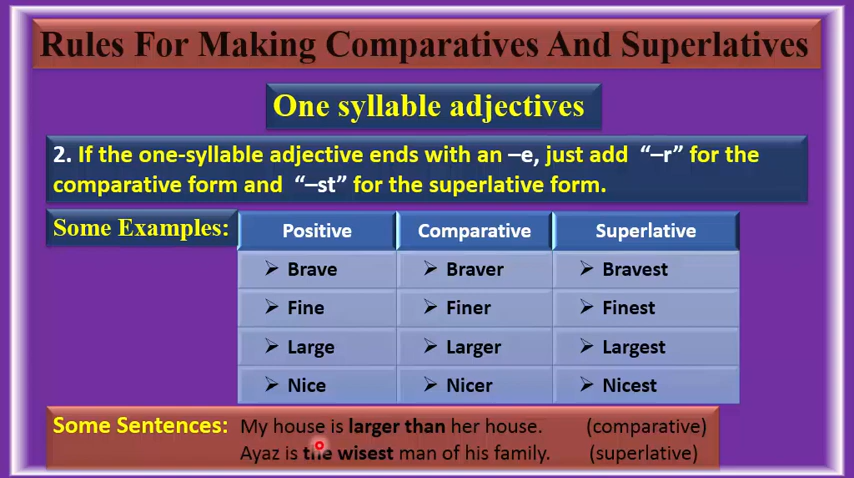 Rules For Making Comparatives And Superlatives
One syllable adjectives
2. If the one-syllable adjective ends with an –e, just add “–r” for the
comparative form and “–st” for the superlative form.
Some Examples:
Positive Comparative Superlative
➢ Brave ➢ Braver ➢ Bravest
➢ Fine ➢ Finer ➢ Finest
➢ Large ➢ Larger ➢ Largest
➢ Nice ➢ Nicer ➢ Nicest
Some Sentences: My house is larger than her house. (comparative)
Ayaz is the wisest man of his family. (superlative)